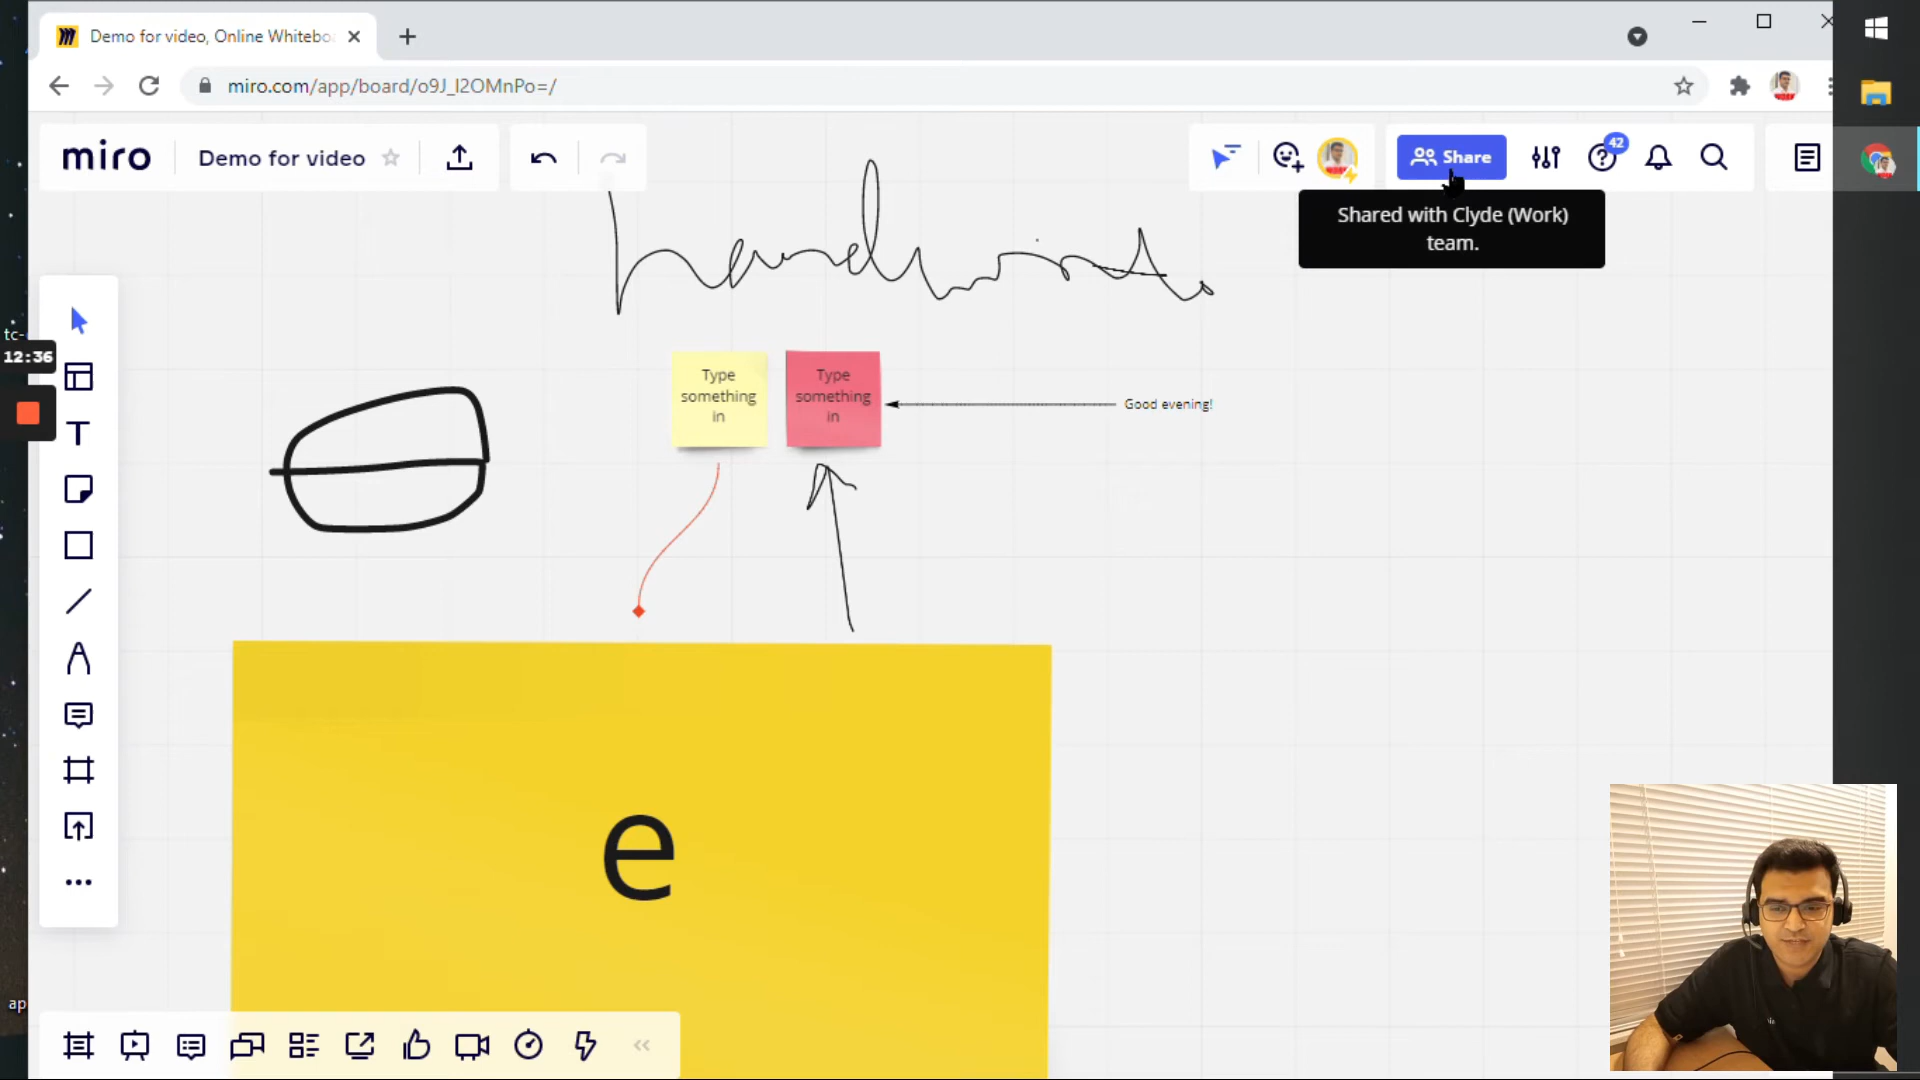 Demo for video, Online Whitebo
miro.com/app/board/o9J_l2OMnPo=/
miro
Demo for video
Share
42
Shared with Clyde (Work)
team.
tc-
12:36
Type
something
in
Type
something
in
Good evening!
e
ap